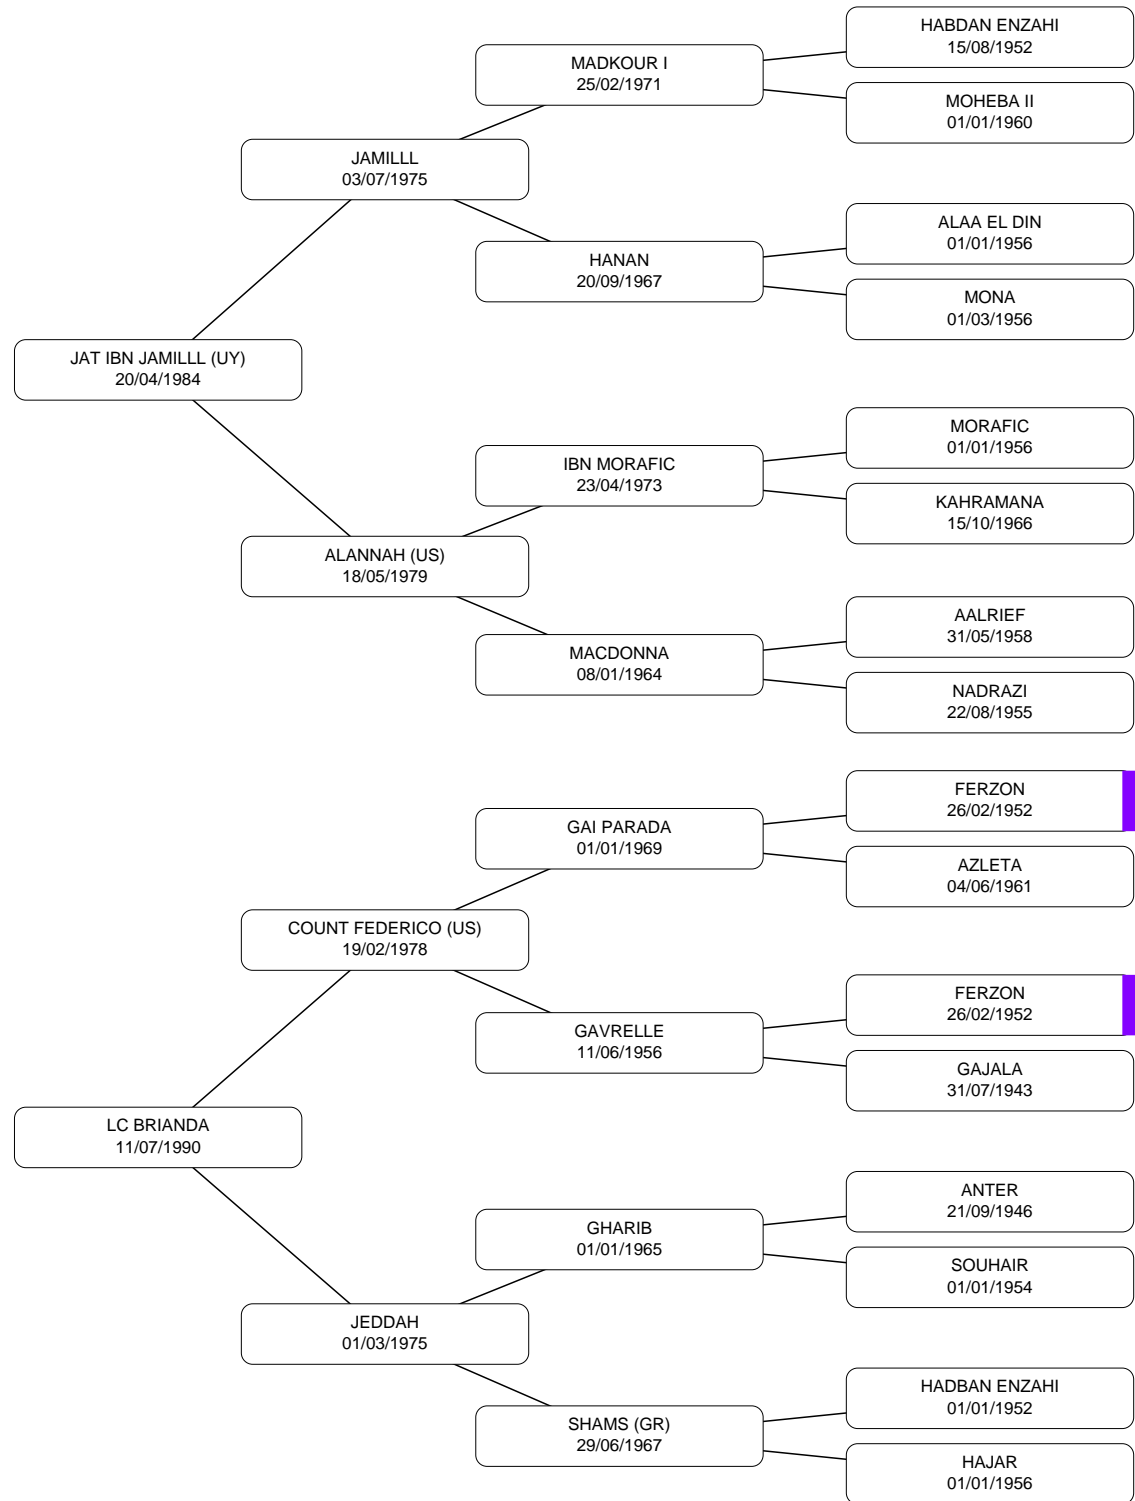 HABDAN ENZAHI
15/08/1952
MADKOUR I
25/02/1971
MOHEBA II
01/01/1960
JAMILLL
03/07/1975
ALAA EL DIN
01/01/1956
HANAN
20/09/1967
MONA
01/03/1956
JAT IBN JAMILLL (UY)
20/04/1984
MORAFIC
01/01/1956
IBN MORAFIC
23/04/1973
KAHRAMANA
15/10/1966
ALANNAH (US)
18/05/1979
AALRIEF
31/05/1958
MACDONNA
08/01/1964
NADRAZI
22/08/1955
FERZON
26/02/1952
GAI PARADA
01/01/1969
AZLETA
04/06/1961
COUNT FEDERICO (US)
19/02/1978
FERZON
26/02/1952
GAVRELLE
11/06/1956
GAJALA
31/07/1943
LC BRIANDA
11/07/1990
ANTER
21/09/1946
GHARIB
01/01/1965
SOUHAIR
01/01/1954
JEDDAH
01/03/1975
HADBAN ENZAHI
01/01/1952
SHAMS (GR)
29/06/1967
HAJAR
01/01/1956